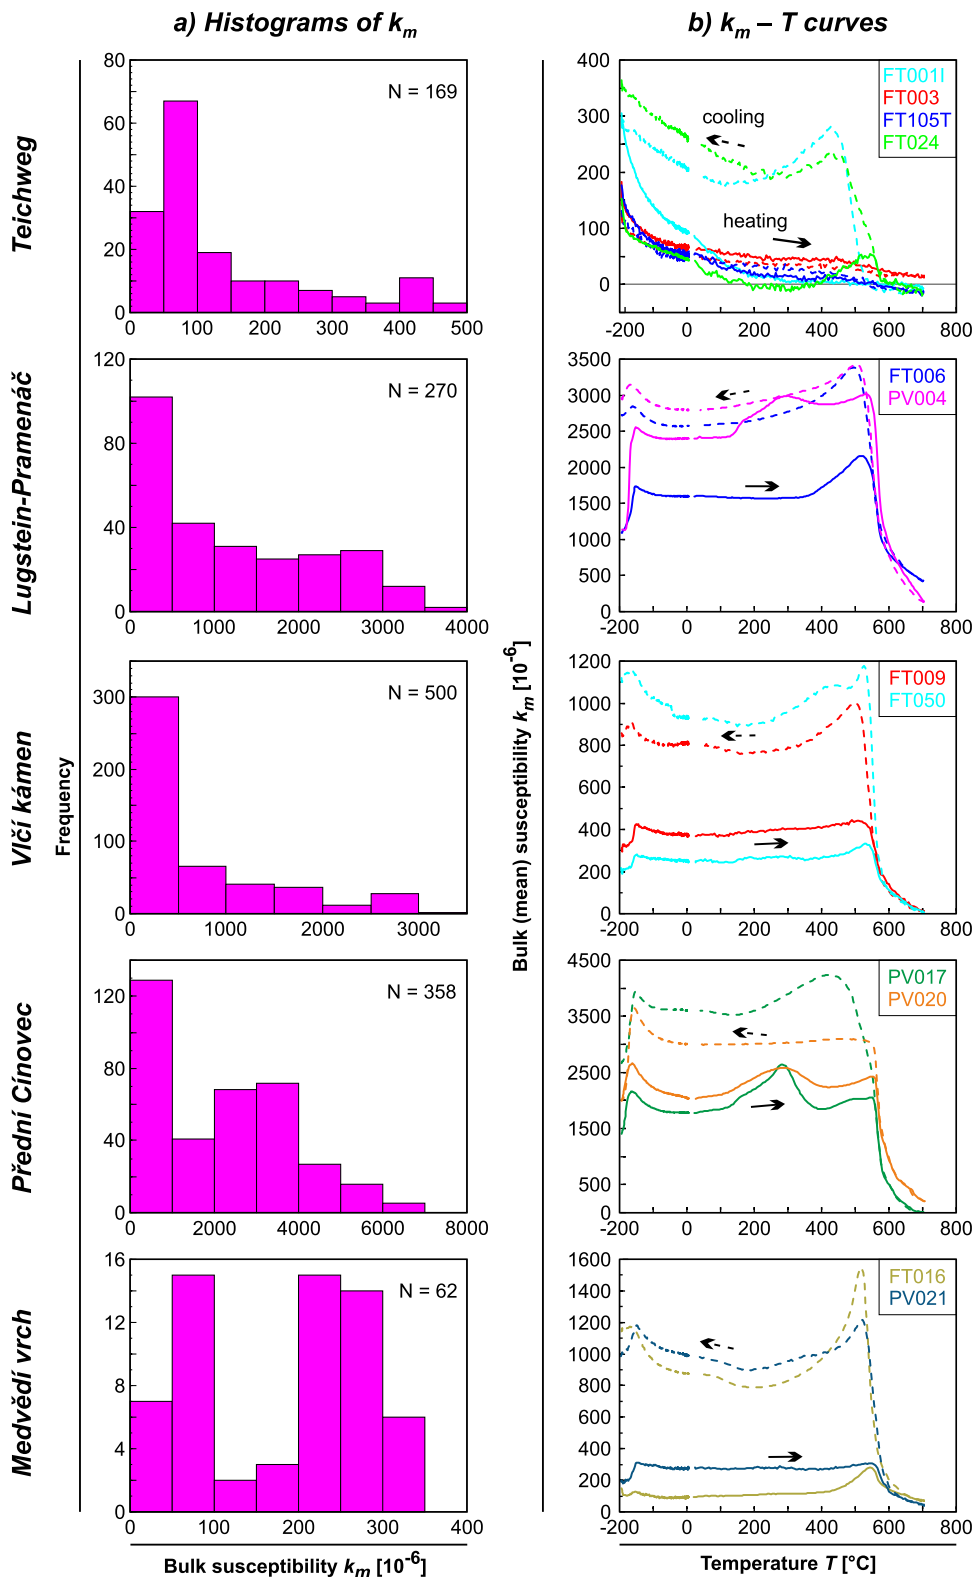 a) Histograms of km
b) km – T curves
Teichweg
80
60
40
20
0
N = 169
0 100 200 300 400 500
400
300
200
100
0
cooling
heating
FT001I
FT003
FT105T
FT024
-200 0 200 400 600 800
Lugstein-Pramenáč
120
80
40
0
N = 270
0 1000 2000 3000 4000
3500
3000
2500
2000
1500
1000
500
0
FT006
PV004
-200 0 200 400 600 800
Vlčí kámen
Frequency
300
200
100
0
N = 500
0 1000 2000 3000
Bulk (mean) susceptibility km [10-6]
1200
1000
800
600
400
200
0
FT009
FT050
-200 0 200 400 600 800
Přední Cínovec
120
80
40
0
N = 358
0 2000 4000 6000 8000
4500
3500
2500
1500
500
0
PV017
PV020
-200 0 200 400 600 800
Medvědí vrch
16
12
8
4
0
N = 62
0 100 200 300 400
1600
1400
1200
1000
800
600
400
300
200
100
0
FT016
PV021
-200 0 200 400 600 800
Bulk susceptibility km [10-6]
Temperature T [°C]